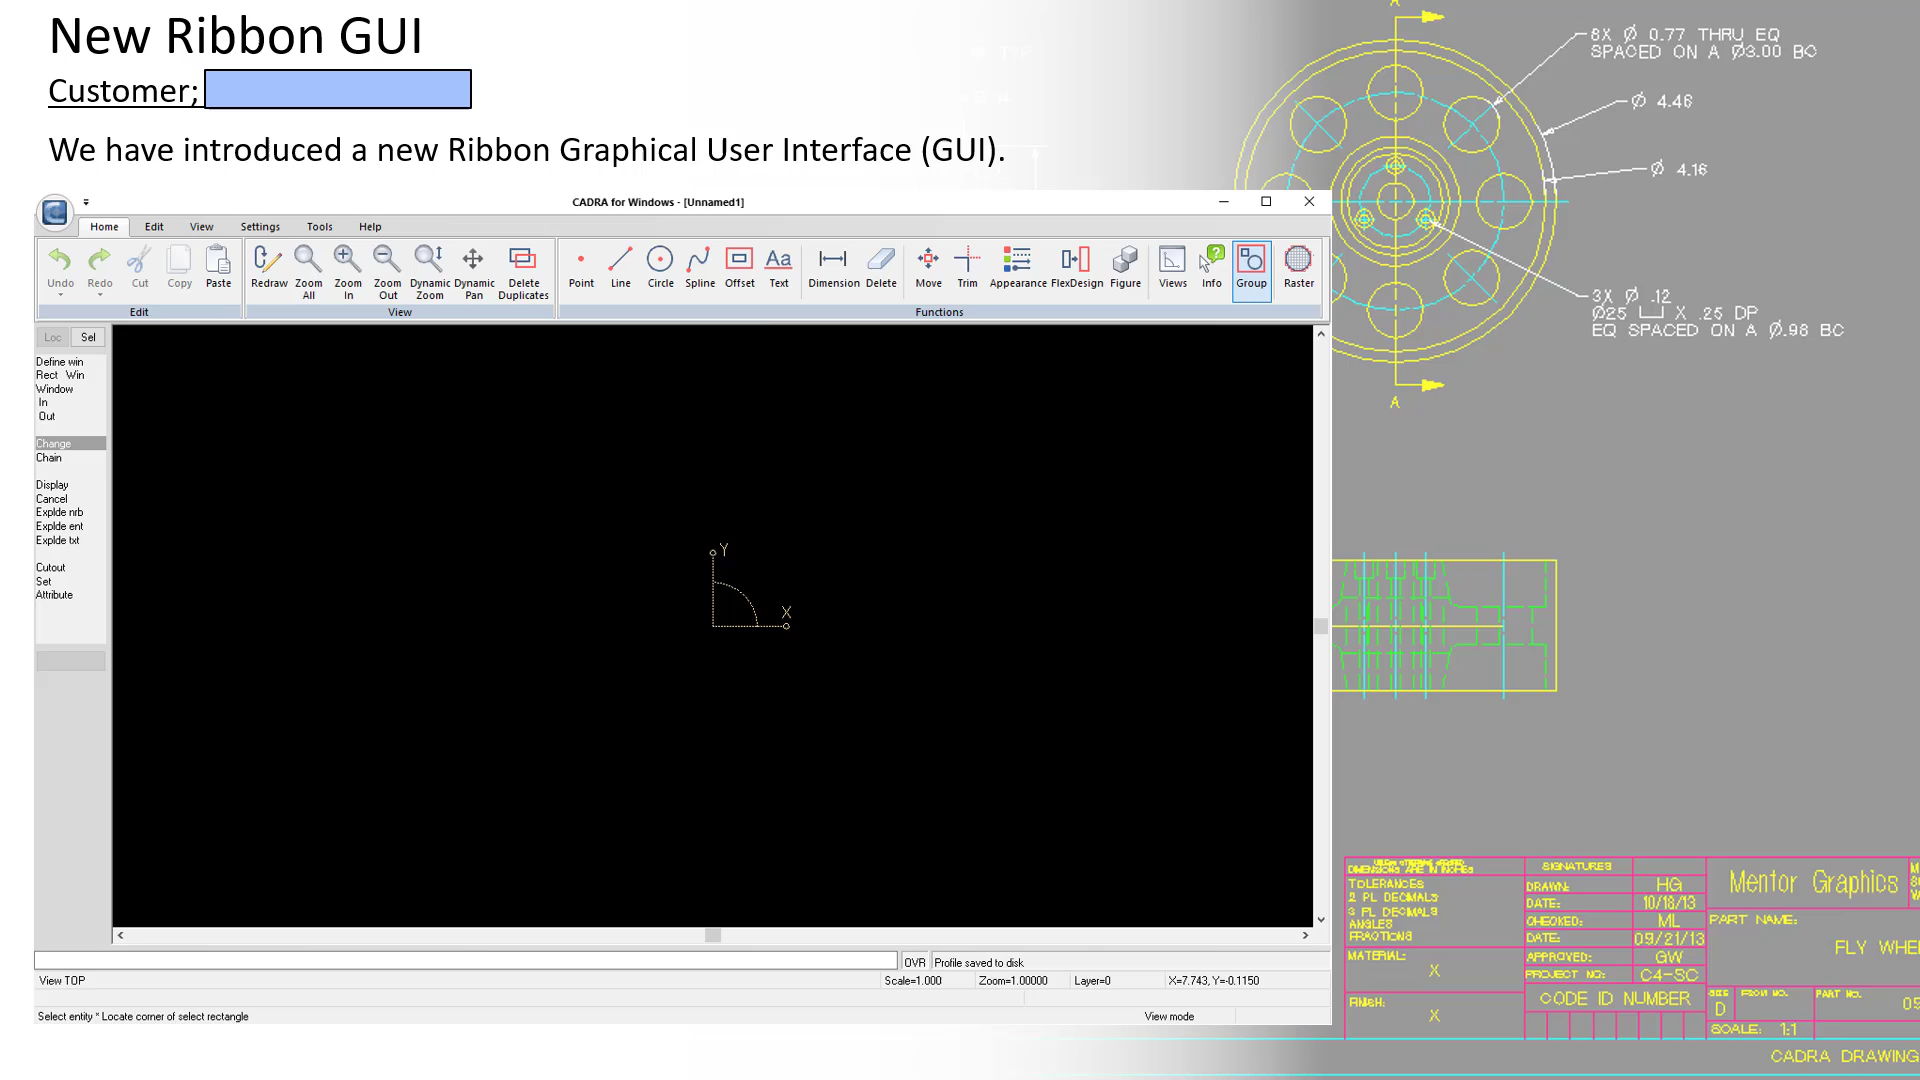 New Ribbon GUI
Customer;
We have introduced a new Ribbon Graphical User Interface (GUI).
CADRA for Windows - [Unnamed1]
Home Edit View Settings Tools Help
Undo Redo Cut Copy Paste Redraw Zoom All Zoom In Zoom Out Dynamic Zoom Dynamic Pan Delete Duplicates Point Line Circle Spline Offset Text Dimension Delete Move Trim Appearance FlexDesign Figure Views Info Group Raster
Edit View Functions
Loc Sel
Define win
Rect Win
Window
In
Out
Change
Chain
Display
Cancel
Explde nrb
Explde ent
Explde txt
Cutout
Set
Attribute
Y
X
OVR Profile saved to disk.
View TOP Scale=1.000 Zoom=1.00000 Layer=0 X=7.743, Y=-0.1150
Select entity * Locate corner of select rectangle View mode
A
8X Ø 0.77 THRU EQ
SPACED ON A Ø3.00 BC
Ø 4.46
Ø 4.16
3X Ø .12
Ø25 ⌴ X .25 DP
EQ SPACED ON A Ø.98 BC
A
DIMENSIONS ARE IN INCHES
TOLERANCES
2 PL DECIMALS
3 PL DECIMALS
ANGLES
FRACTIONS
MATERIAL:
X
FINISH:
X
SIGNATURES
DRAWN: HG
DATE: 10/18/13
CHECKED: ML
DATE: 09/21/13
APPROVED: GW
PROJECT NO: C4-SC
CODE ID NUMBER
Mentor Graphics
PART NAME:
FLY WHE
SIZE
D
PART NO.
SCALE: 1:1
CADRA DRAWING